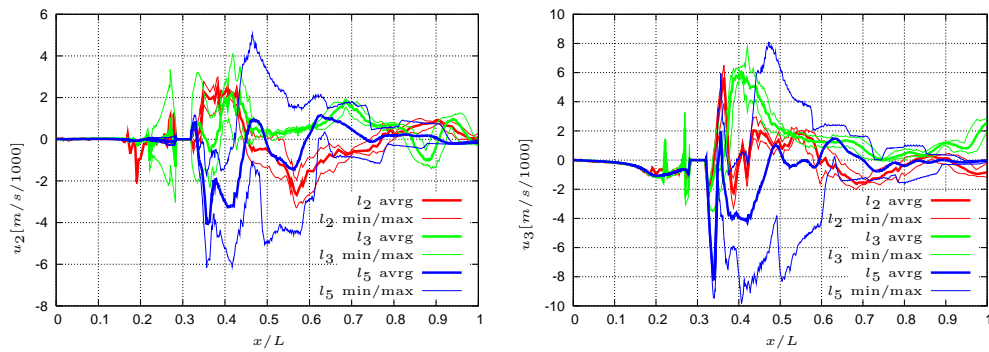 6
4
2
0
-2
-4
-6
-8
u2[m/s/1000]
0 0.1 0.2 0.3 0.4 0.5 0.6 0.7 0.8 0.9 1
x/L
l2 avrg
l2 min/max
l3 avrg
l3 min/max
l5 avrg
l5 min/max
10
8
6
4
2
0
-2
-4
-6
-8
-10
u3[m/s/1000]
0 0.1 0.2 0.3 0.4 0.5 0.6 0.7 0.8 0.9 1
x/L
l2 avrg
l2 min/max
l3 avrg
l3 min/max
l5 avrg
l5 min/max